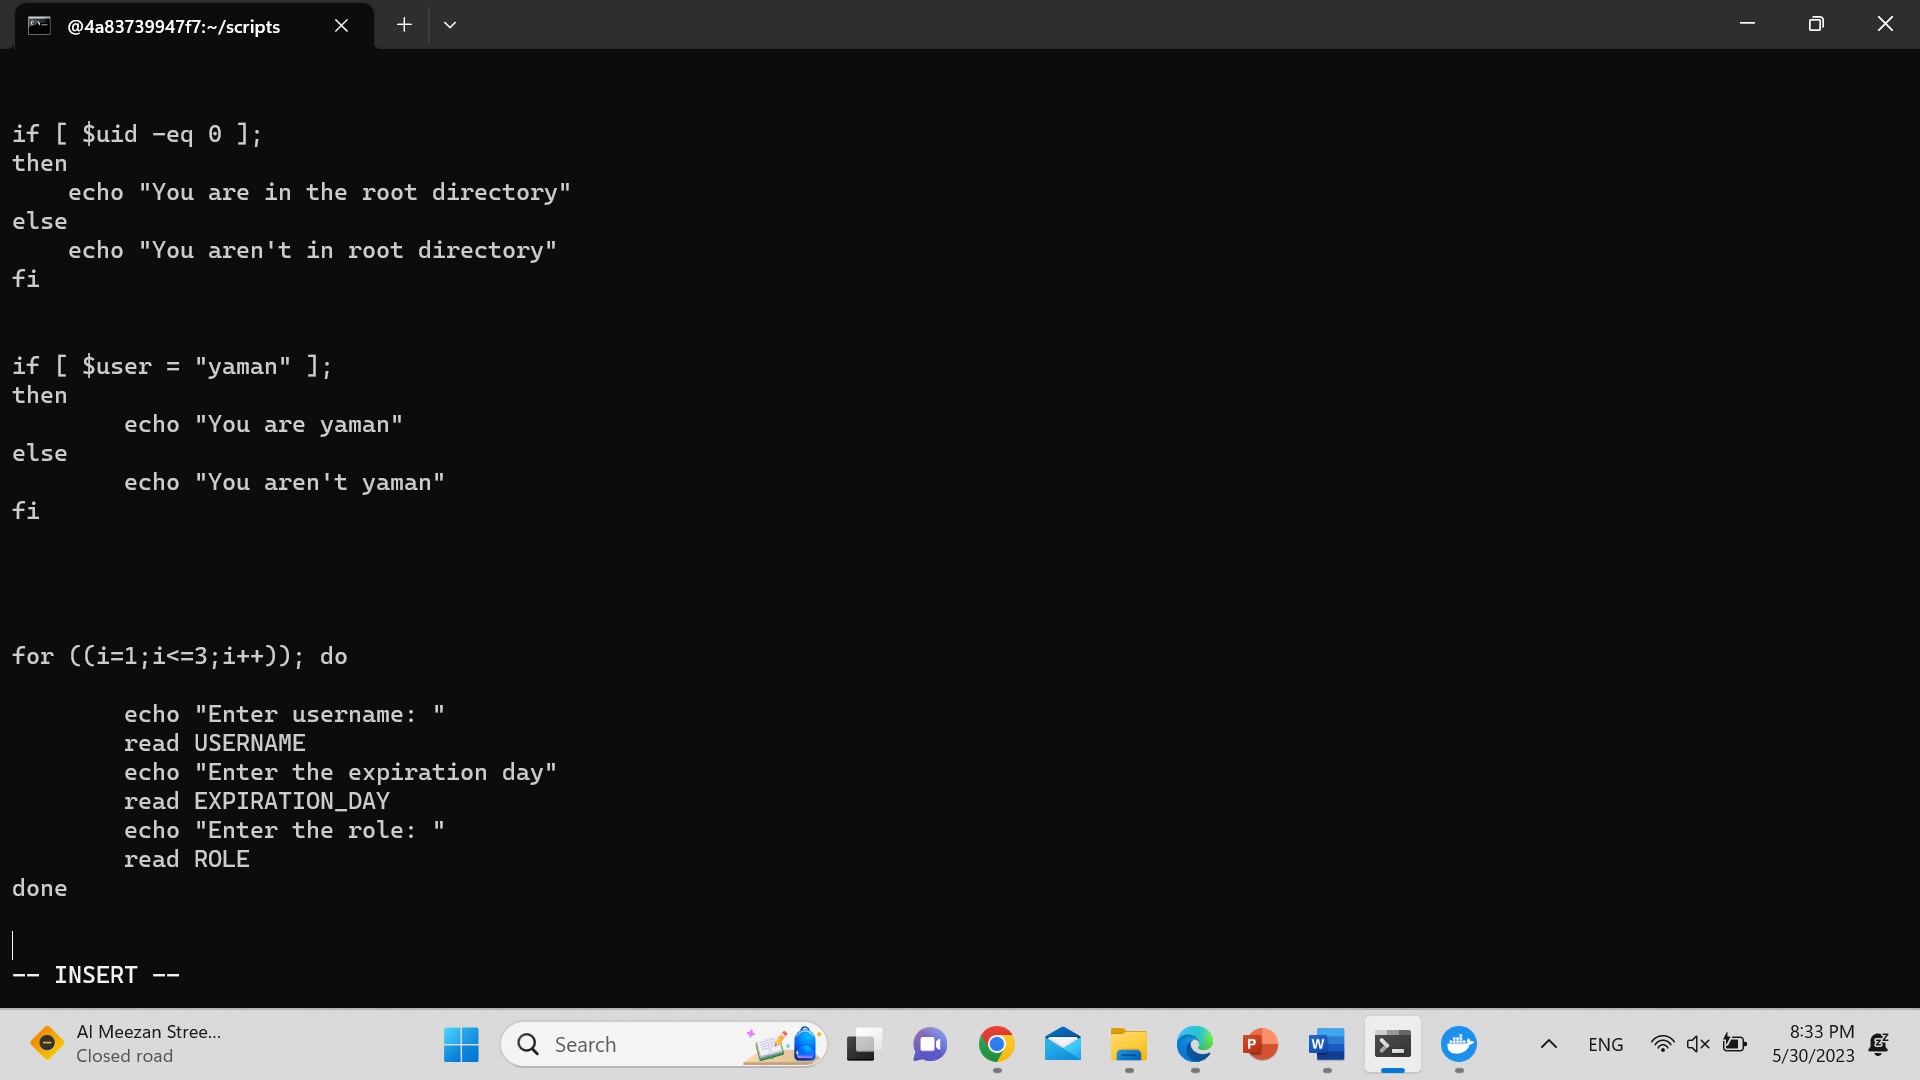 @4a83739947f7:~/scripts
if [ $uid -eq 0 ];
then
    echo "You are in the root directory"
else
    echo "You aren't in root directory"
fi
if [ $user = "yaman" ];
then
        echo "You are yaman"
else
        echo "You aren't yaman"
fi
for ((i=1;i<=3;i++)); do
        echo "Enter username: "
        read USERNAME
        echo "Enter the expiration day"
        read EXPIRATION_DAY
        echo "Enter the role: "
        read ROLE
done
-- INSERT --
Al Meezan Stree...
Closed road
Search
ENG
8:33 PM
5/30/2023